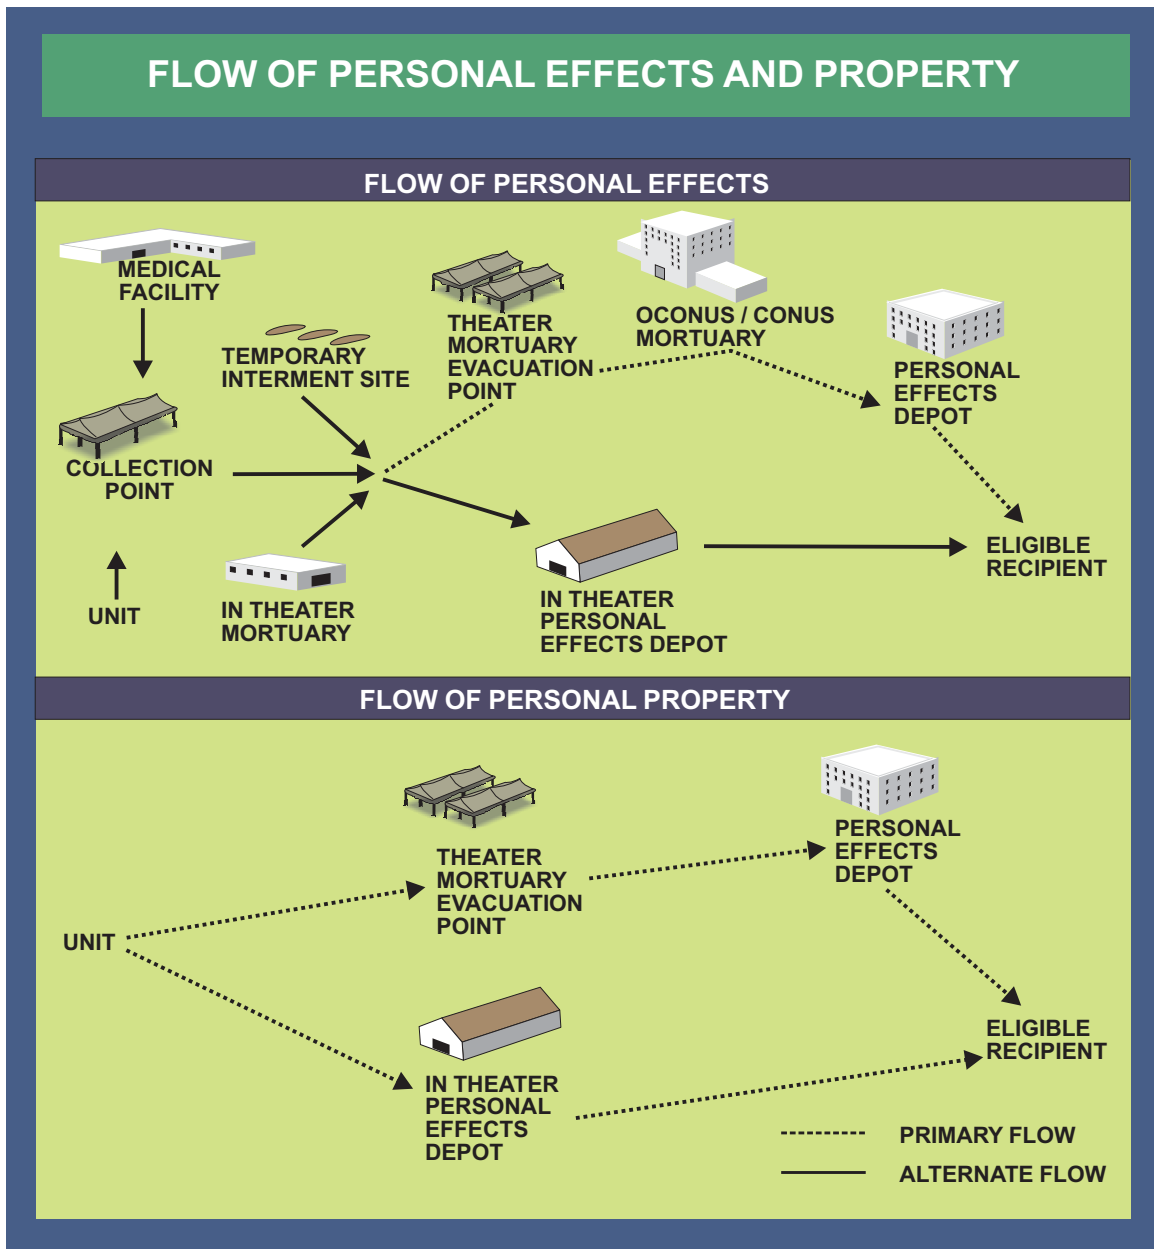 FLOW OF PERSONAL EFFECTS AND PROPERTY
FLOW OF PERSONAL EFFECTS
MEDICAL
FACILITY
TEMPORARY
INTERMENT SITE
THEATER
MORTUARY
EVACUATION
POINT
OCONUS / CONUS
MORTUARY
PERSONAL
EFFECTS
DEPOT
COLLECTION
POINT
UNIT
IN THEATER
MORTUARY
IN THEATER
PERSONAL
EFFECTS DEPOT
ELIGIBLE
RECIPIENT
FLOW OF PERSONAL PROPERTY
UNIT
THEATER
MORTUARY
EVACUATION
POINT
PERSONAL
EFFECTS
DEPOT
IN THEATER
PERSONAL
EFFECTS
DEPOT
ELIGIBLE
RECIPIENT
PRIMARY FLOW
ALTERNATE FLOW